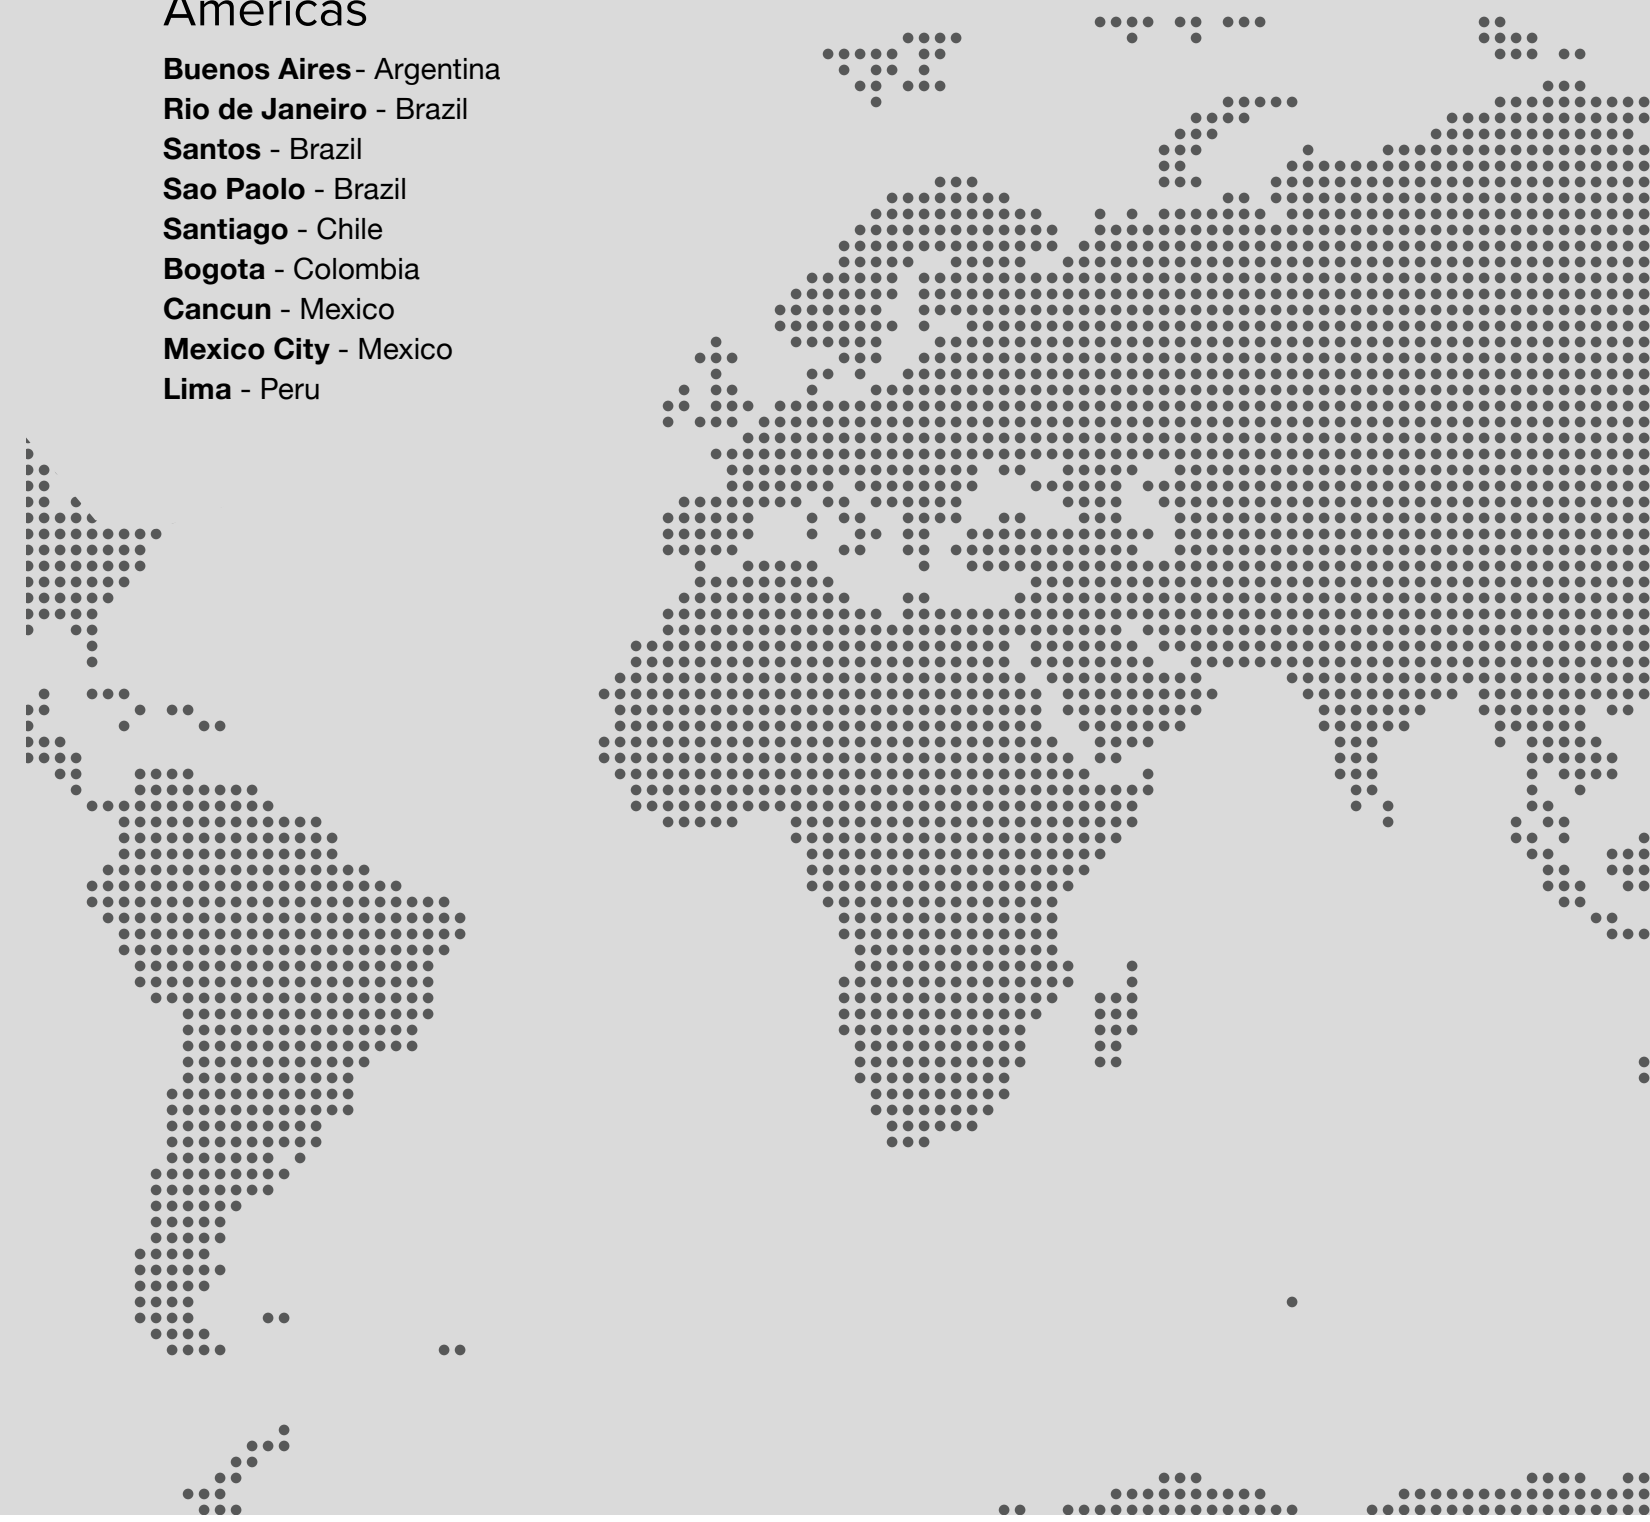 Americas
Buenos Aires - Argentina
Rio de Janeiro - Brazil
Santos - Brazil
Sao Paolo - Brazil
Santiago - Chile
Bogota - Colombia
Cancun - Mexico
Mexico City - Mexico
Lima - Peru